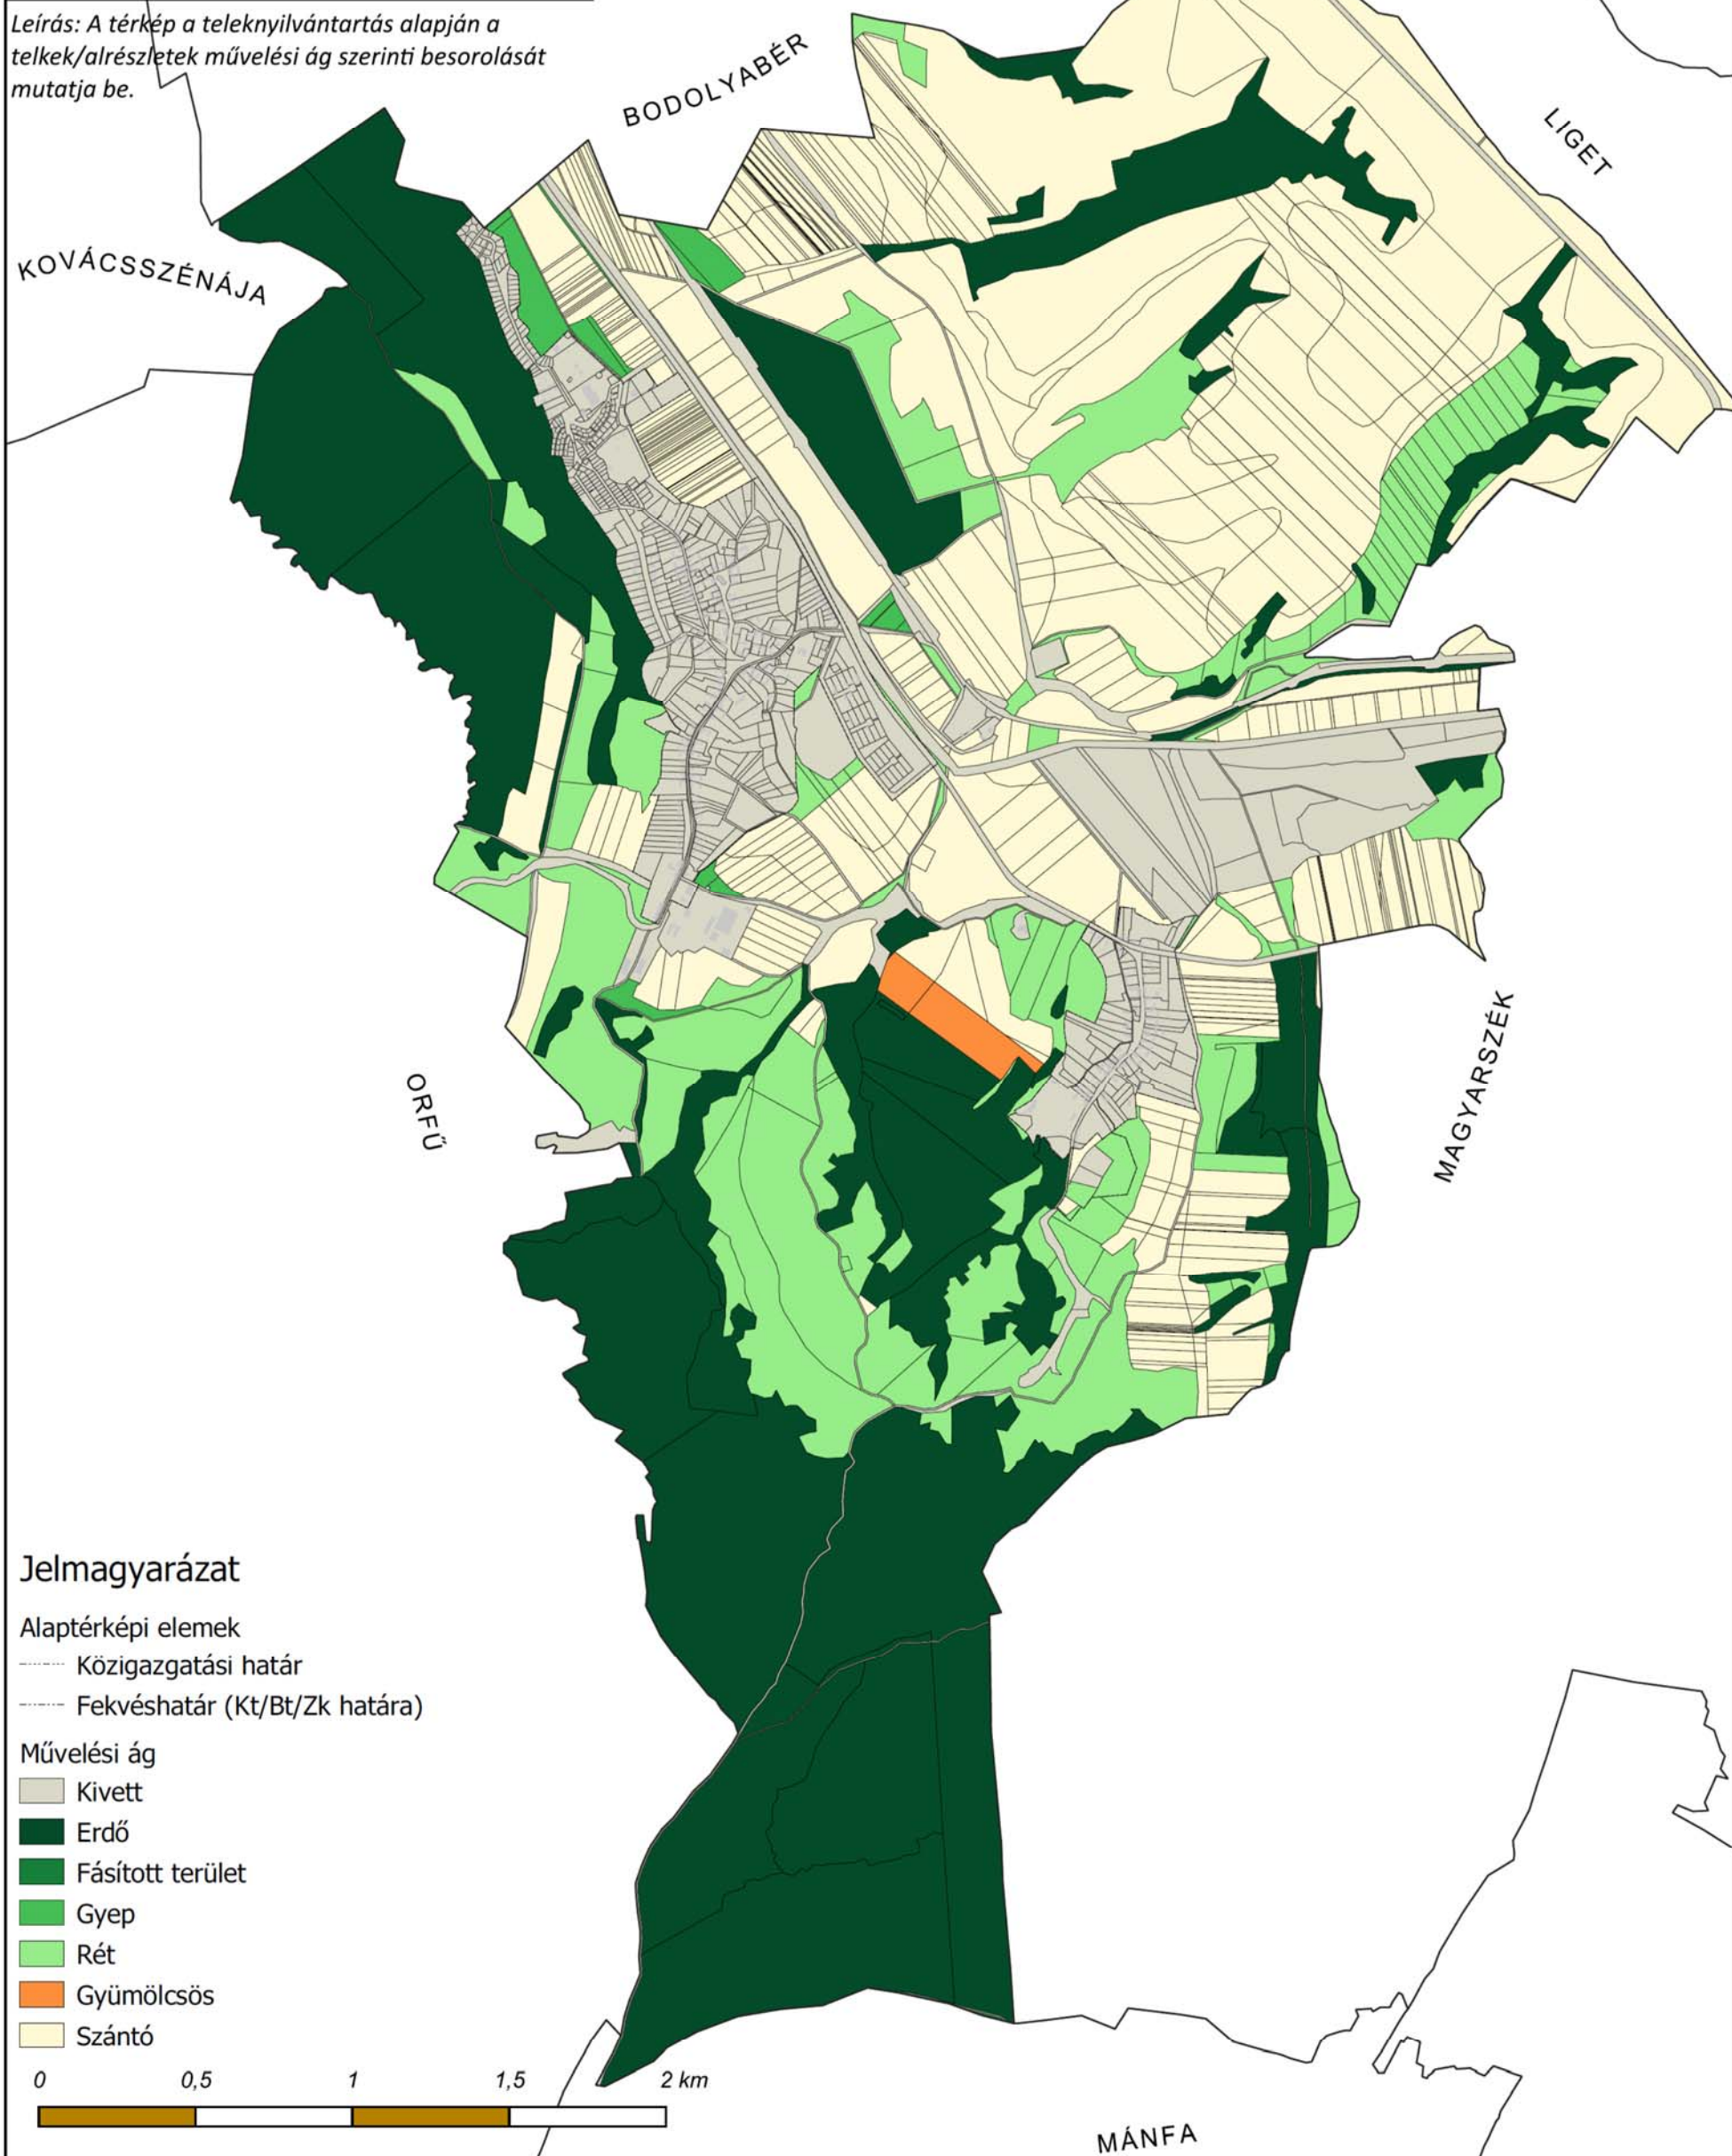 Leírás: A térkép a teleknyilvántartás alapján a
telkek/alrészletek művelési ág szerinti besorolását
mutatja be.
BODOLYABÉR
LIGET
KOVÁCSSZÉNÁJA
ORFŰ
MAGYARSZÉK
Jelmagyarázat
Alaptérképi elemek
Közigazgatási határ
Fekvéshatár (Kt/Bt/Zk határa)
Művelési ág
Kivett
Erdő
Fásított terület
Gyep
Rét
Gyümölcsös
Szántó
0 0,5 1 1,5 2 km
MÁNFA